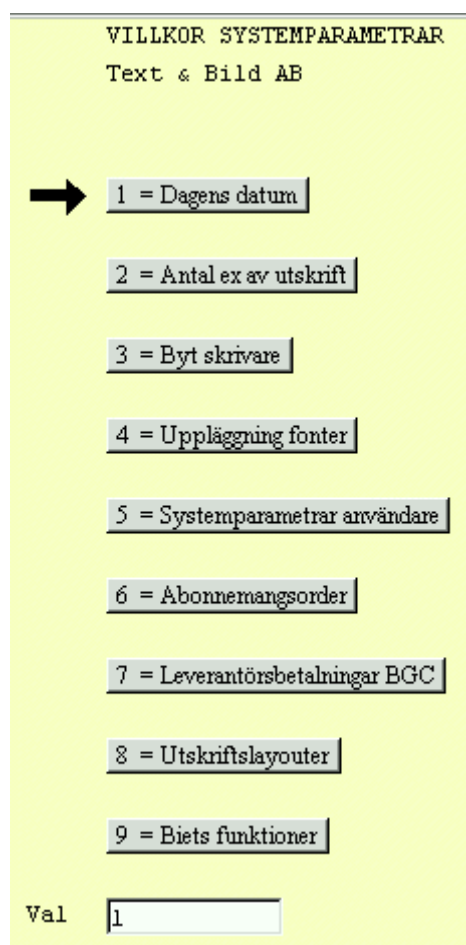 VILLKOR SYSTEMPARAMETRAR
Text & Bild AB
1 = Dagens datum
2 = Antal ex av utskrift
3 = Byt skrivare
4 = Uppläggning fonter
5 = Systemparametrar användare
6 = Abonnemangsorder
7 = Leverantörsbetalningar BGC
8 = Utskriftslayouter
9 = Biets funktioner
Val 1